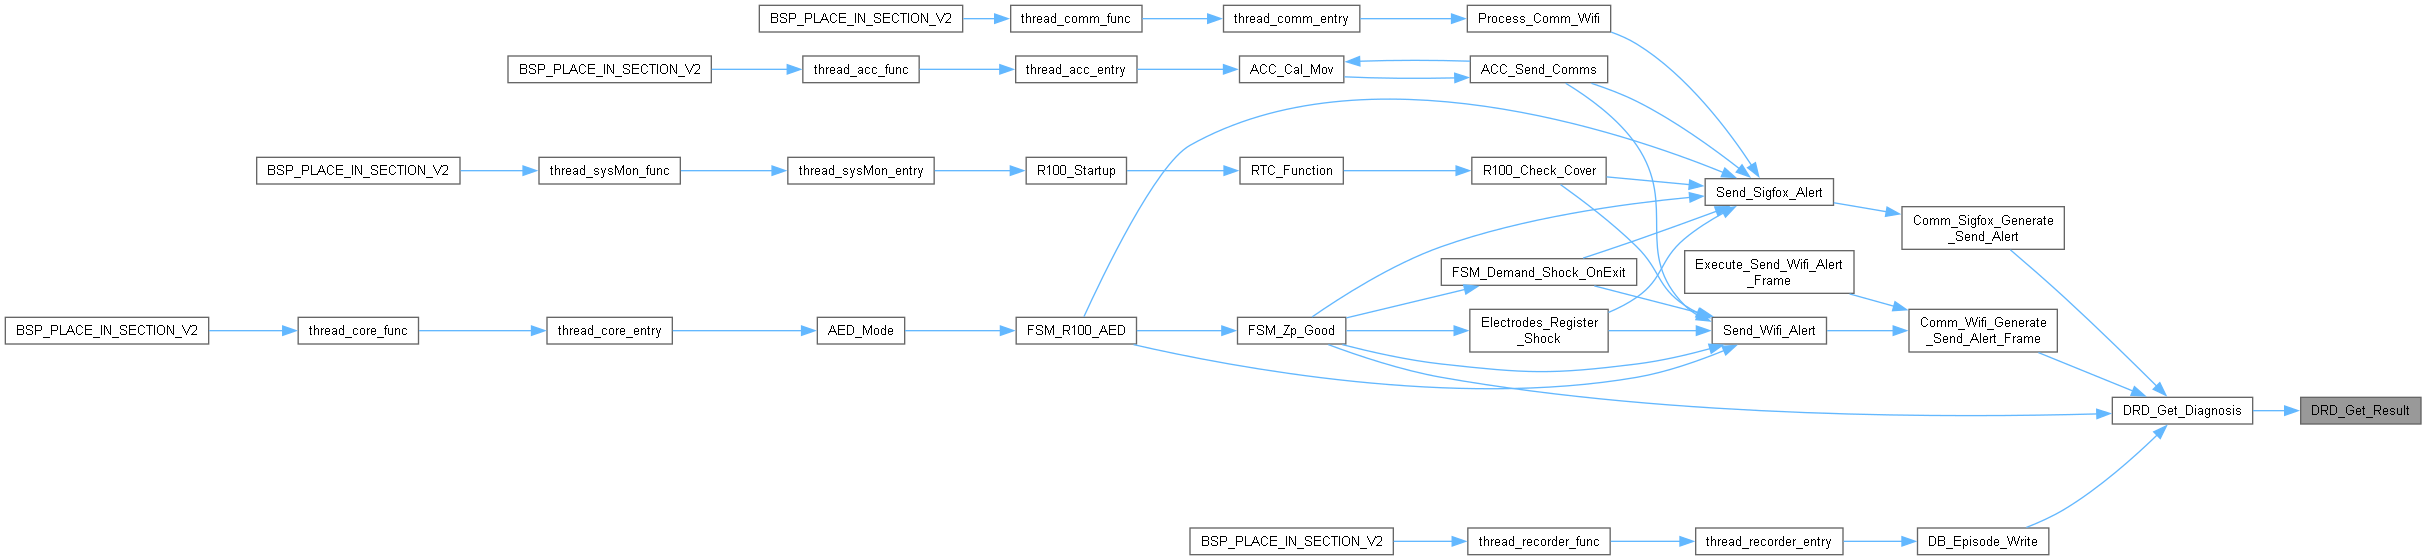 BSP_PLACE_IN_SECTION_V2
thread_comm_func
thread_comm_entry
Process_Comm_Wifi
BSP_PLACE_IN_SECTION_V2
thread_acc_func
thread_acc_entry
ACC_Cal_Mov
ACC_Send_Comms
BSP_PLACE_IN_SECTION_V2
thread_sysMon_func
thread_sysMon_entry
R100_Startup
RTC_Function
R100_Check_Cover
Send_Sigfox_Alert
Comm_Sigfox_Generate
_Send_Alert
FSM_Demand_Shock_OnExit
Execute_Send_Wifi_Alert
_Frame
BSP_PLACE_IN_SECTION_V2
thread_core_func
thread_core_entry
AED_Mode
FSM_R100_AED
FSM_Zp_Good
Electrodes_Register
_Shock
Send_Wifi_Alert
Comm_Wifi_Generate
_Send_Alert_Frame
DRD_Get_Diagnosis
DRD_Get_Result
BSP_PLACE_IN_SECTION_V2
thread_recorder_func
thread_recorder_entry
DB_Episode_Write